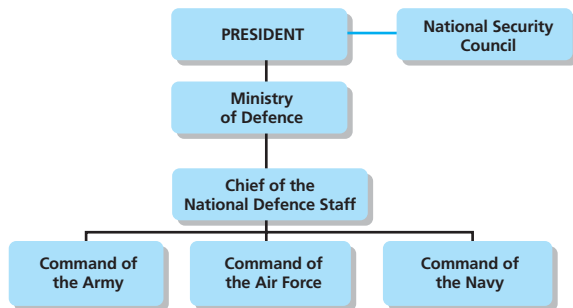 PRESIDENT
National Security
Council
Ministry
of Defence
Chief of the
National Defence Staff
Command of
the Army
Command of
the Air Force
Command of
the Navy